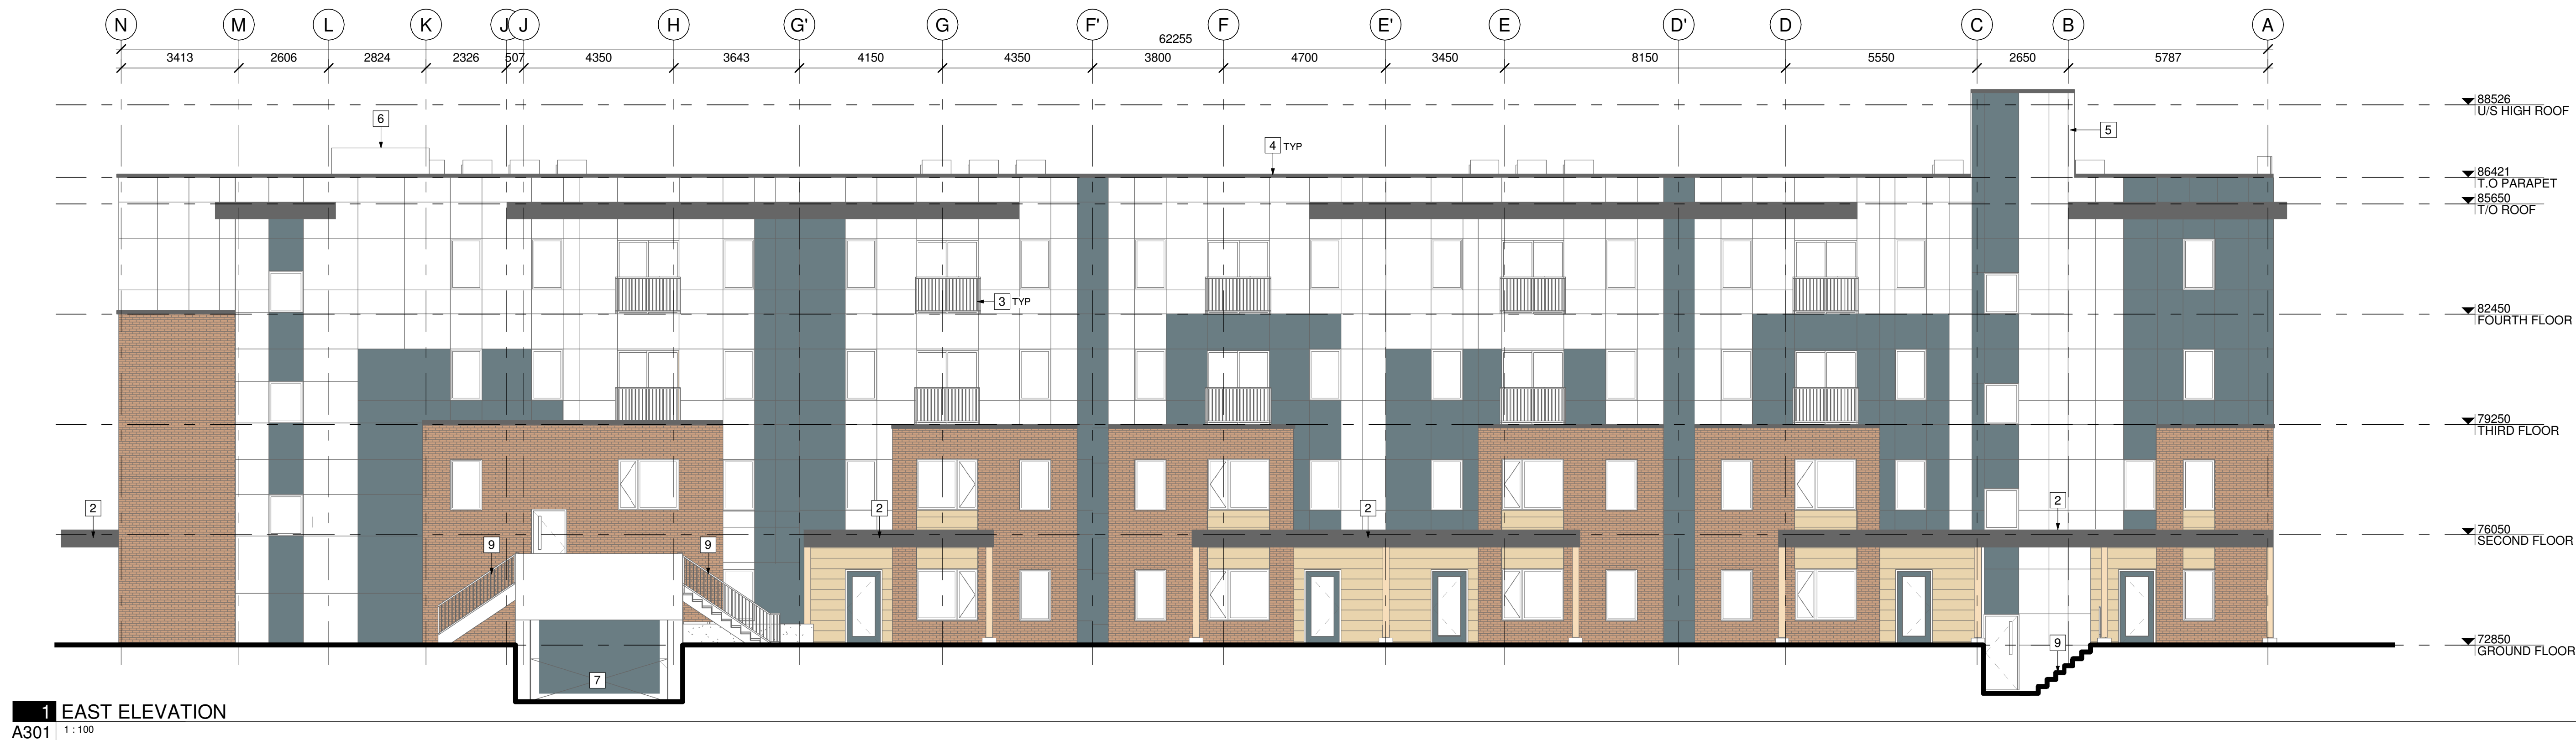 N M L K J' J H G' G F' F E' E D' D C B A
62255
3413 2606 2824 2326 507 4350 3643 4150 4350 3800 4700 3450 8150 5550 2650 5787
88526
U/S HIGH ROOF
6
5
4 TYP
86421
T.O PARAPET
85650
T/O ROOF
3 TYP
82450
FOURTH FLOOR
79250
THIRD FLOOR
2 2 2 2
76050
SECOND FLOOR
9 9
72850
GROUND FLOOR
9
7
1 EAST ELEVATION
A301 1 : 100